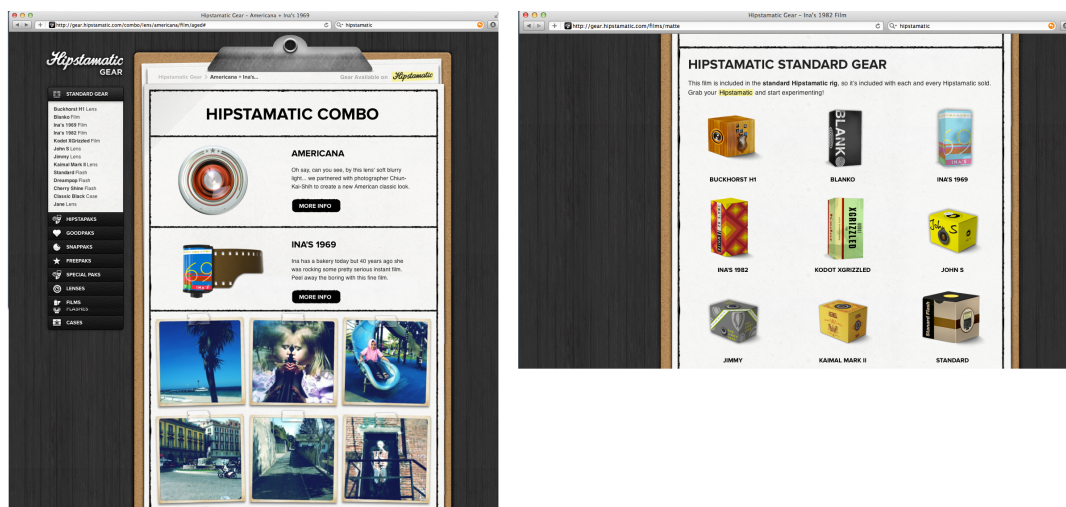 Hipstamatic Gear – Americana + Ina's 1969
http://gear.hipstamatic.com/combo/lens/americana/film/aged#
hipstamatic
Hipstamatic
GEAR
STANDARD GEAR
Buckhorst H1 Lens
Blanko Film
Ina's 1969 Film
Ina's 1982 Film
Kodot XGrizzled Film
John S Lens
Jimmy Lens
Kaimal Mark II Lens
Standard Flash
Dreampop Flash
Cherry Shine Flash
Classic Black Case
Jane Lens
HIPSTAPAKS
GOODPAKS
SNAPPAKS
FREEPAKS
SPECIAL PAKS
LENSES
FILMS
FLASHES
CASES
Hipstamatic Gear > Americana + Ina's...
Gear Available on Hipstamatic
HIPSTAMATIC COMBO
AMERICANA
Oh say, can you see, by this lens' soft blurry
light... we partnered with photographer Chiun-
Kai-Shih to create a new American classic look.
MORE INFO
69
INA'S 1969
Ina has a bakery today but 40 years ago she
was rocking some pretty serious instant film.
Peel away the boring with this fine film.
MORE INFO
Hipstamatic Gear – Ina's 1982 Film
http://gear.hipstamatic.com/films/matte
hipstamatic
HIPSTAMATIC STANDARD GEAR
This film is included in the standard Hipstamatic rig, so it's included with each and every Hipstamatic sold.
Grab your Hipstamatic and start experimenting!
BLANKO
69
INA'S
BUCKHORST H1
BLANKO
INA'S 1969
XGRIZZLED
John S
INA'S 1982
KODOT XGRIZZLED
JOHN S
Standard Flash
JIMMY
KAIMAL MARK II
STANDARD